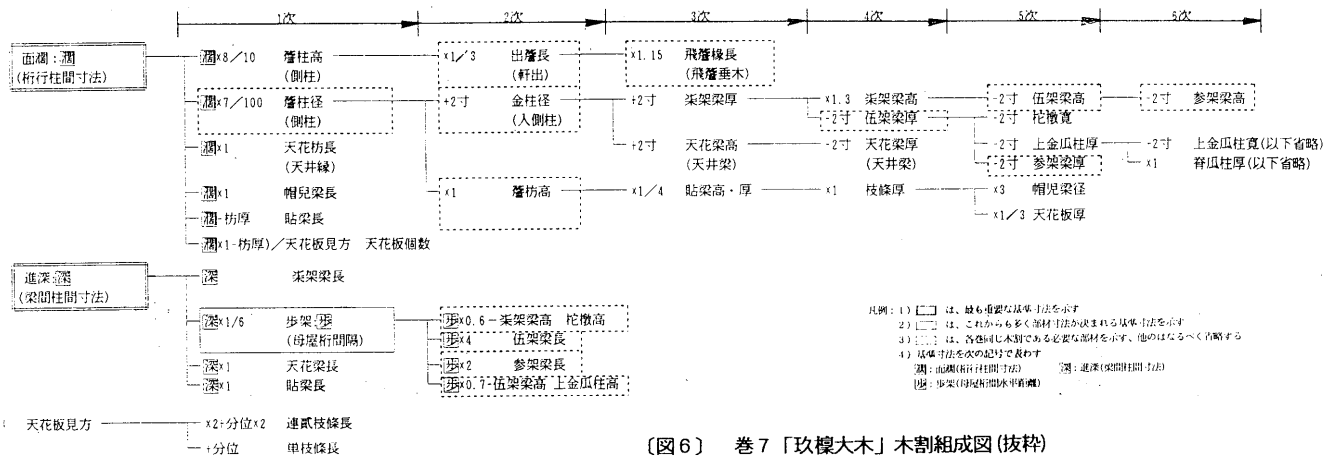 1次 2次 3次 4次 5次 6次
面濶:濶
(桁行柱間寸法)
濶×8/10 簷柱高
(側柱)
×1/3 出簷長
(軒出)
×1.15 飛簷椽長
(飛簷垂木)
濶×7/100 簷柱径
(側柱)
+2寸 金柱径
(入側柱)
+2寸 柒架梁厚
×1.3 柒架梁高
-2寸 伍架梁高
-2寸 参架梁高
-2寸 伍架梁厚
-2寸 柁橔寛
濶×1 天花枋長
(天井縁)
+2寸 天花梁高
(天井梁)
-2寸 天花梁厚
(天井梁)
-2寸 上金瓜柱厚
-2寸 上金瓜柱寛(以下省略)
-2寸 参架梁厚
×1 脊瓜柱厚(以下省略)
濶×1 帽兒梁長
×1 簷枋高
×1/4 貼梁高・厚
×1 枝條厚
×3 帽児梁径
濶-枋厚 貼梁長
×1/3 天花板厚
濶×1-枋厚)/天花板見方 天花板個数
進深:深
(梁間柱間寸法)
深 柒架梁長
深×1/6 歩架:歩
(母屋桁間隔)
歩×0.6-柒架梁高 柁橔高
歩×4 伍架梁長
深×1 天花梁長
歩×2 参架梁長
深×1 貼梁長
歩×0.7-伍架梁高 上金瓜柱高
天花板見方
×2+分位×2 連貳枝條長
+分位 単枝條長
凡例:1) は、最も重要な基準寸法を示す
2) は、これからも多く部材寸法が決まれる基準寸法を示す
3) は、各巻同じ木割である必要な部材を示す、他のはなるべく省略する
4) 基準寸法を次の記号で表わす
濶:面濶(桁行柱間寸法) 深:進深(梁間柱間寸法)
歩:歩架(母屋桁間水平距離)
〔図6〕 巻7「玖檁大木」木割組成図(抜粋)